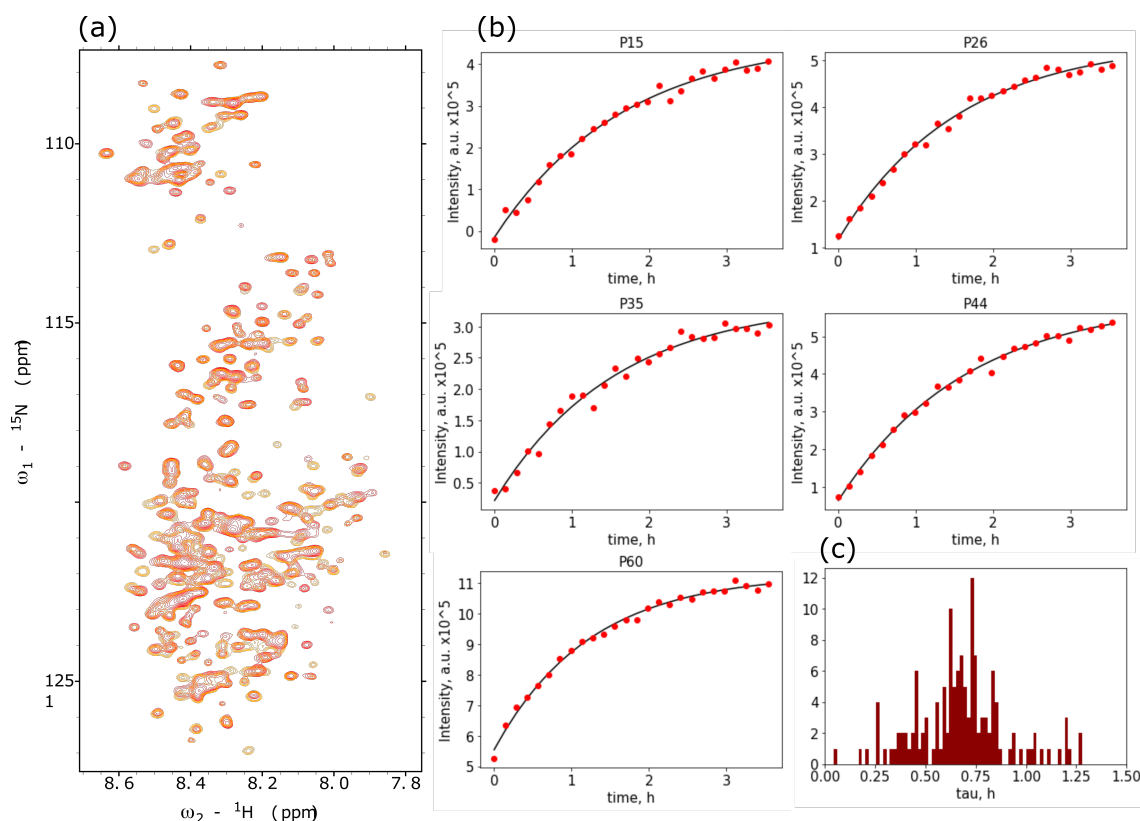 (a)
110
115
125
1
ω1 - 15N (ppm)
8.6 8.4 8.2 8.0 7.8
ω2 - 1H (ppm)
(b)
P15
Intensity, a.u. x10^5
4
3
2
1
0
0 1 2 3
time, h
P26
Intensity, a.u. x10^5
5
4
3
2
1
0 1 2 3
time, h
P35
Intensity, a.u. x10^5
3.0
2.5
2.0
1.5
1.0
0.5
0 1 2 3
time, h
P44
Intensity, a.u. x10^5
5
4
3
2
1
0 1 2 3
time, h
P60
Intensity, a.u. x10^5
11
10
9
8
7
6
5
0 1 2 3
time, h
(c)
12
10
8
6
4
2
0
0.00 0.25 0.50 0.75 1.00 1.25 1.50
tau, h